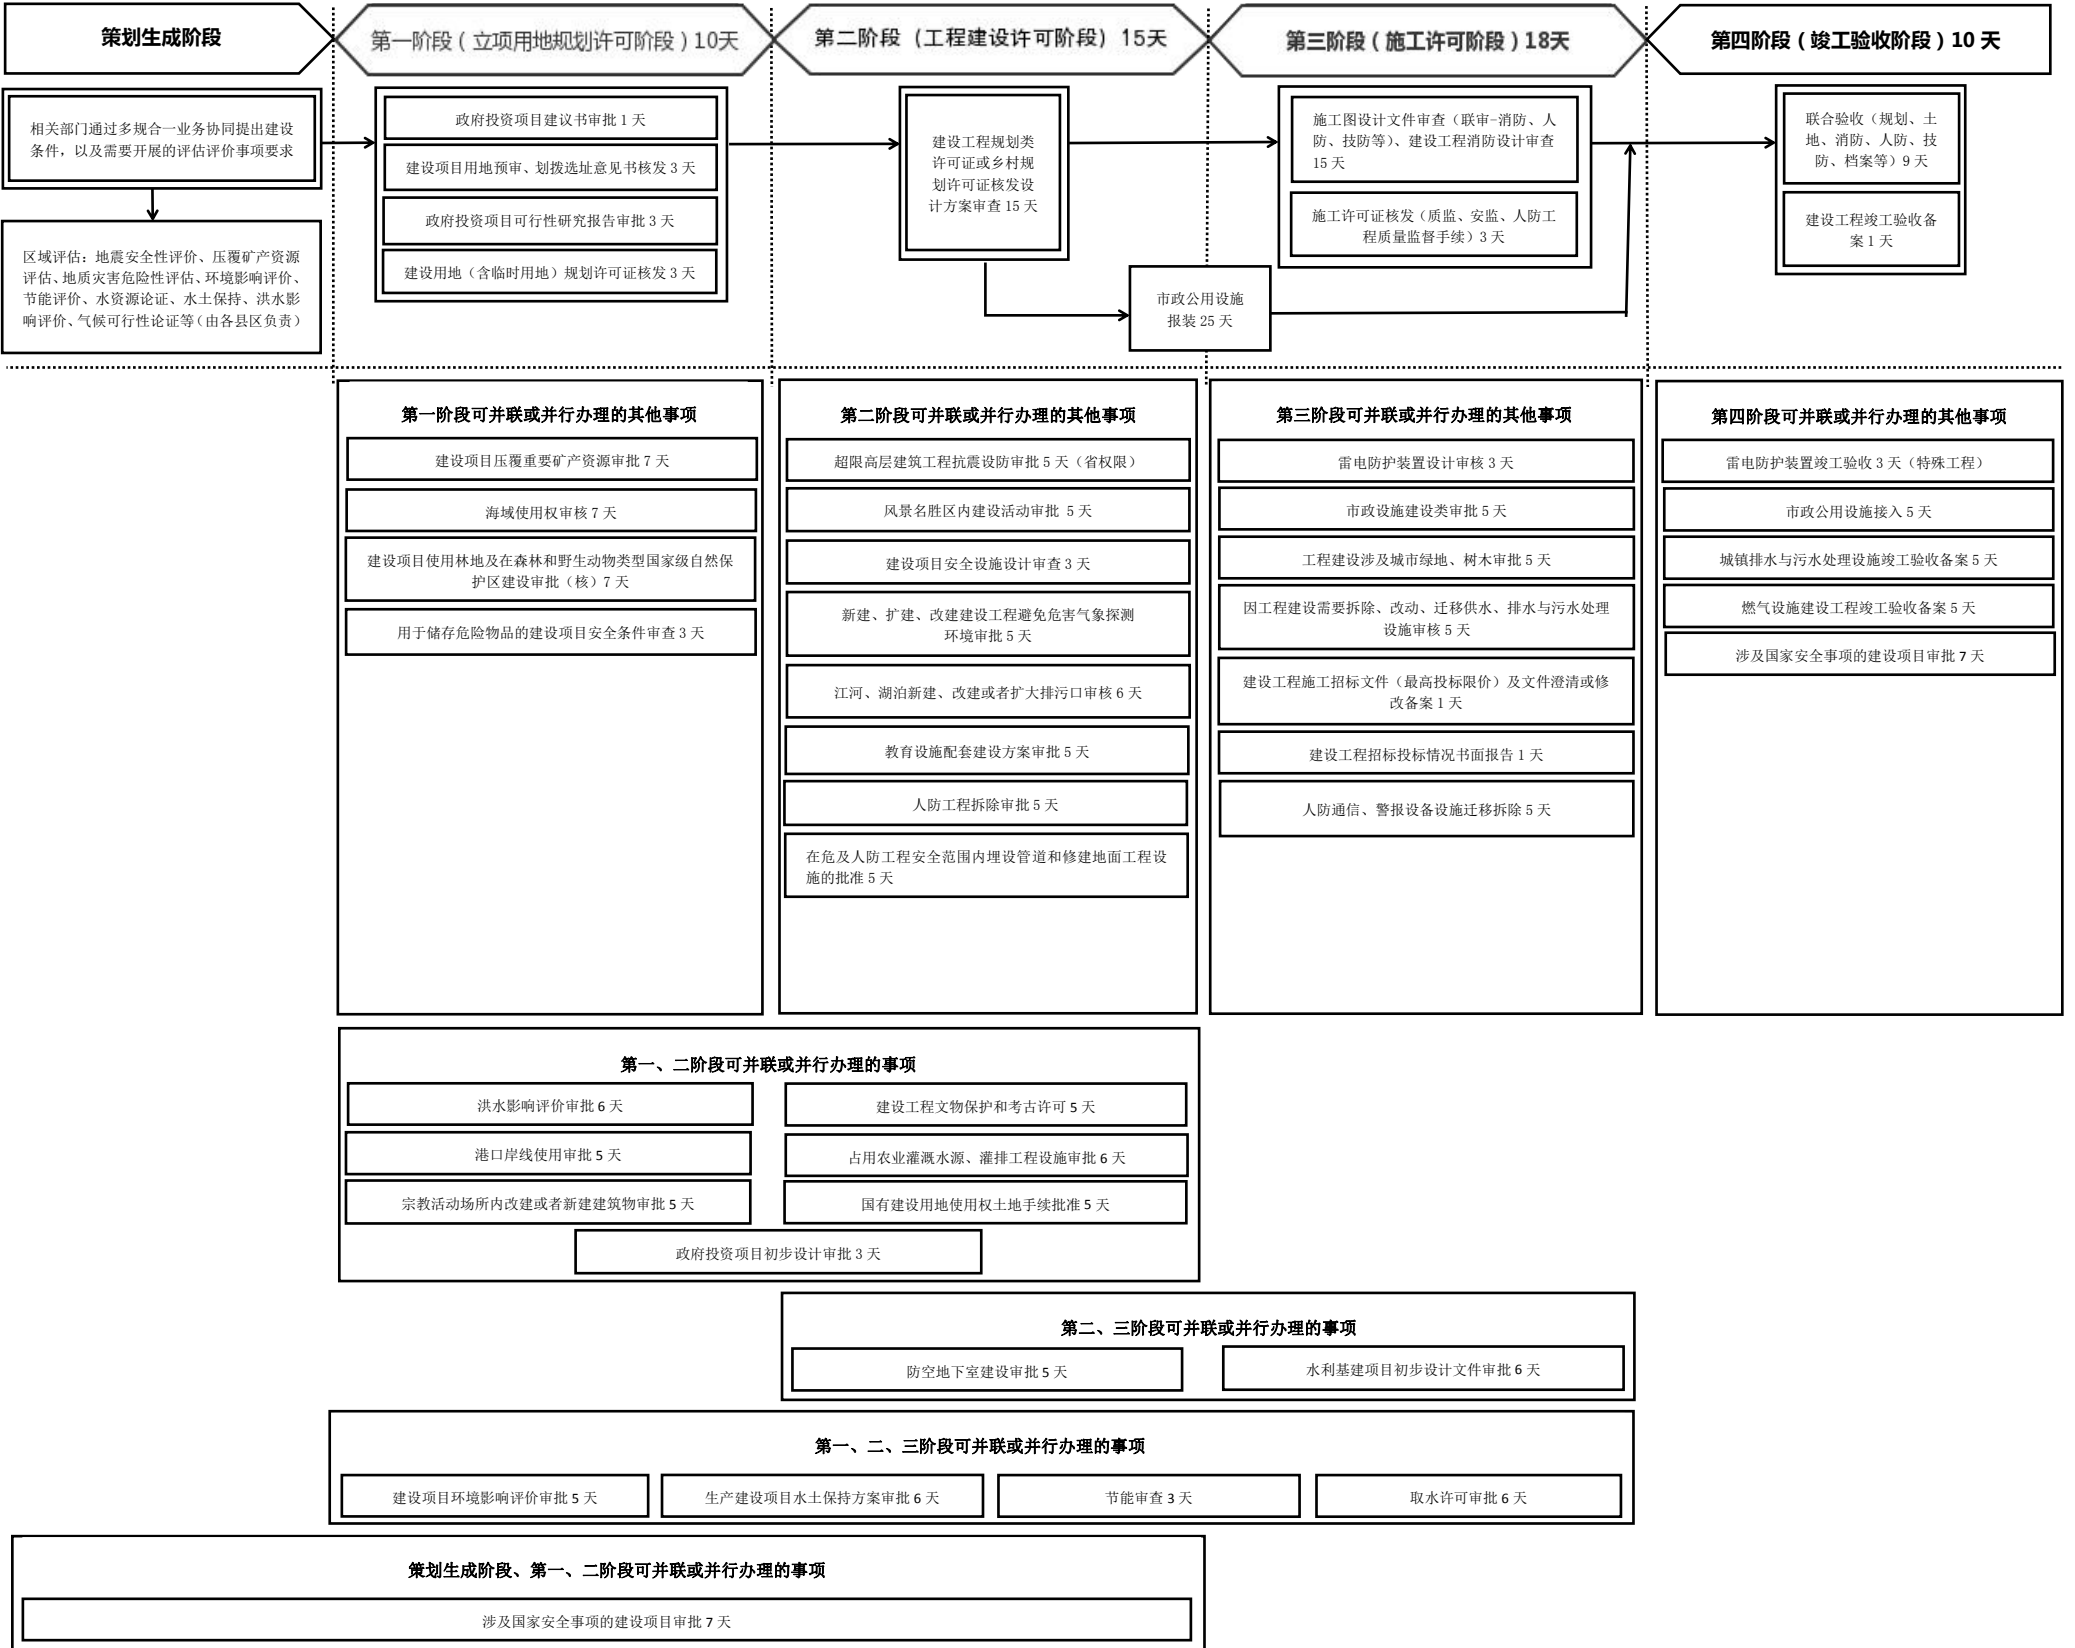 策划生成阶段
第一阶段（立项用地规划许可阶段）10天
第二阶段（工程建设许可阶段）15天
第三阶段（施工许可阶段）18天
第四阶段（竣工验收阶段）10 天
相关部门通过多规合一业务协同提出建设
条件，以及需要开展的评估评价事项要求
区域评估：地震安全性评价、压覆矿产资源
评估、地质灾害危险性评估、环境影响评价、
节能评价、水资源论证、水土保持、洪水影
响评价、气候可行性论证等（由各县区负责）
政府投资项目建议书审批 1 天
建设项目用地预审、划拨选址意见书核发 3 天
政府投资项目可行性研究报告审批 3 天
建设用地（含临时用地）规划许可证核发 3 天
建设工程规划类
许可证或乡村规
划许可证核发设
计方案审查 15 天
市政公用设施
报装 25 天
施工图设计文件审查（联审-消防、人
防、技防等）、建设工程消防设计审查
15 天
施工许可证核发（质监、安监、人防工
程质量监督手续）3 天
联合验收（规划、土
地、消防、人防、技
防、档案等）9 天
建设工程竣工验收备
案 1 天
第一阶段可并联或并行办理的其他事项
建设项目压覆重要矿产资源审批 7 天
海域使用权审核 7 天
建设项目使用林地及在森林和野生动物类型国家级自然保
护区建设审批（核）7 天
用于储存危险物品的建设项目安全条件审查 3 天
第二阶段可并联或并行办理的其他事项
超限高层建筑工程抗震设防审批 5 天（省权限）
风景名胜区内建设活动审批 5 天
建设项目安全设施设计审查 3 天
新建、扩建、改建建设工程避免危害气象探测
环境审批 5 天
江河、湖泊新建、改建或者扩大排污口审核 6 天
教育设施配套建设方案审批 5 天
人防工程拆除审批 5 天
在危及人防工程安全范围内埋设管道和修建地面工程设
施的批准 5 天
第三阶段可并联或并行办理的其他事项
雷电防护装置设计审核 3 天
市政设施建设类审批 5 天
工程建设涉及城市绿地、树木审批 5 天
因工程建设需要拆除、改动、迁移供水、排水与污水处理
设施审核 5 天
建设工程施工招标文件（最高投标限价）及文件澄清或修
改备案 1 天
建设工程招标投标情况书面报告 1 天
人防通信、警报设备设施迁移拆除 5 天
第四阶段可并联或并行办理的其他事项
雷电防护装置竣工验收 3 天（特殊工程）
市政公用设施接入 5 天
城镇排水与污水处理设施竣工验收备案 5 天
燃气设施建设工程竣工验收备案 5 天
涉及国家安全事项的建设项目审批 7 天
第一、二阶段可并联或并行办理的事项
洪水影响评价审批 6 天
建设工程文物保护和考古许可 5 天
港口岸线使用审批 5 天
占用农业灌溉水源、灌排工程设施审批 6 天
宗教活动场所内改建或者新建建筑物审批 5 天
国有建设用地使用权土地手续批准 5 天
政府投资项目初步设计审批 3 天
第二、三阶段可并联或并行办理的事项
防空地下室建设审批 5 天
水利基建项目初步设计文件审批 6 天
第一、二、三阶段可并联或并行办理的事项
建设项目环境影响评价审批 5 天
生产建设项目水土保持方案审批 6 天
节能审查 3 天
取水许可审批 6 天
策划生成阶段、第一、二阶段可并联或并行办理的事项
涉及国家安全事项的建设项目审批 7 天